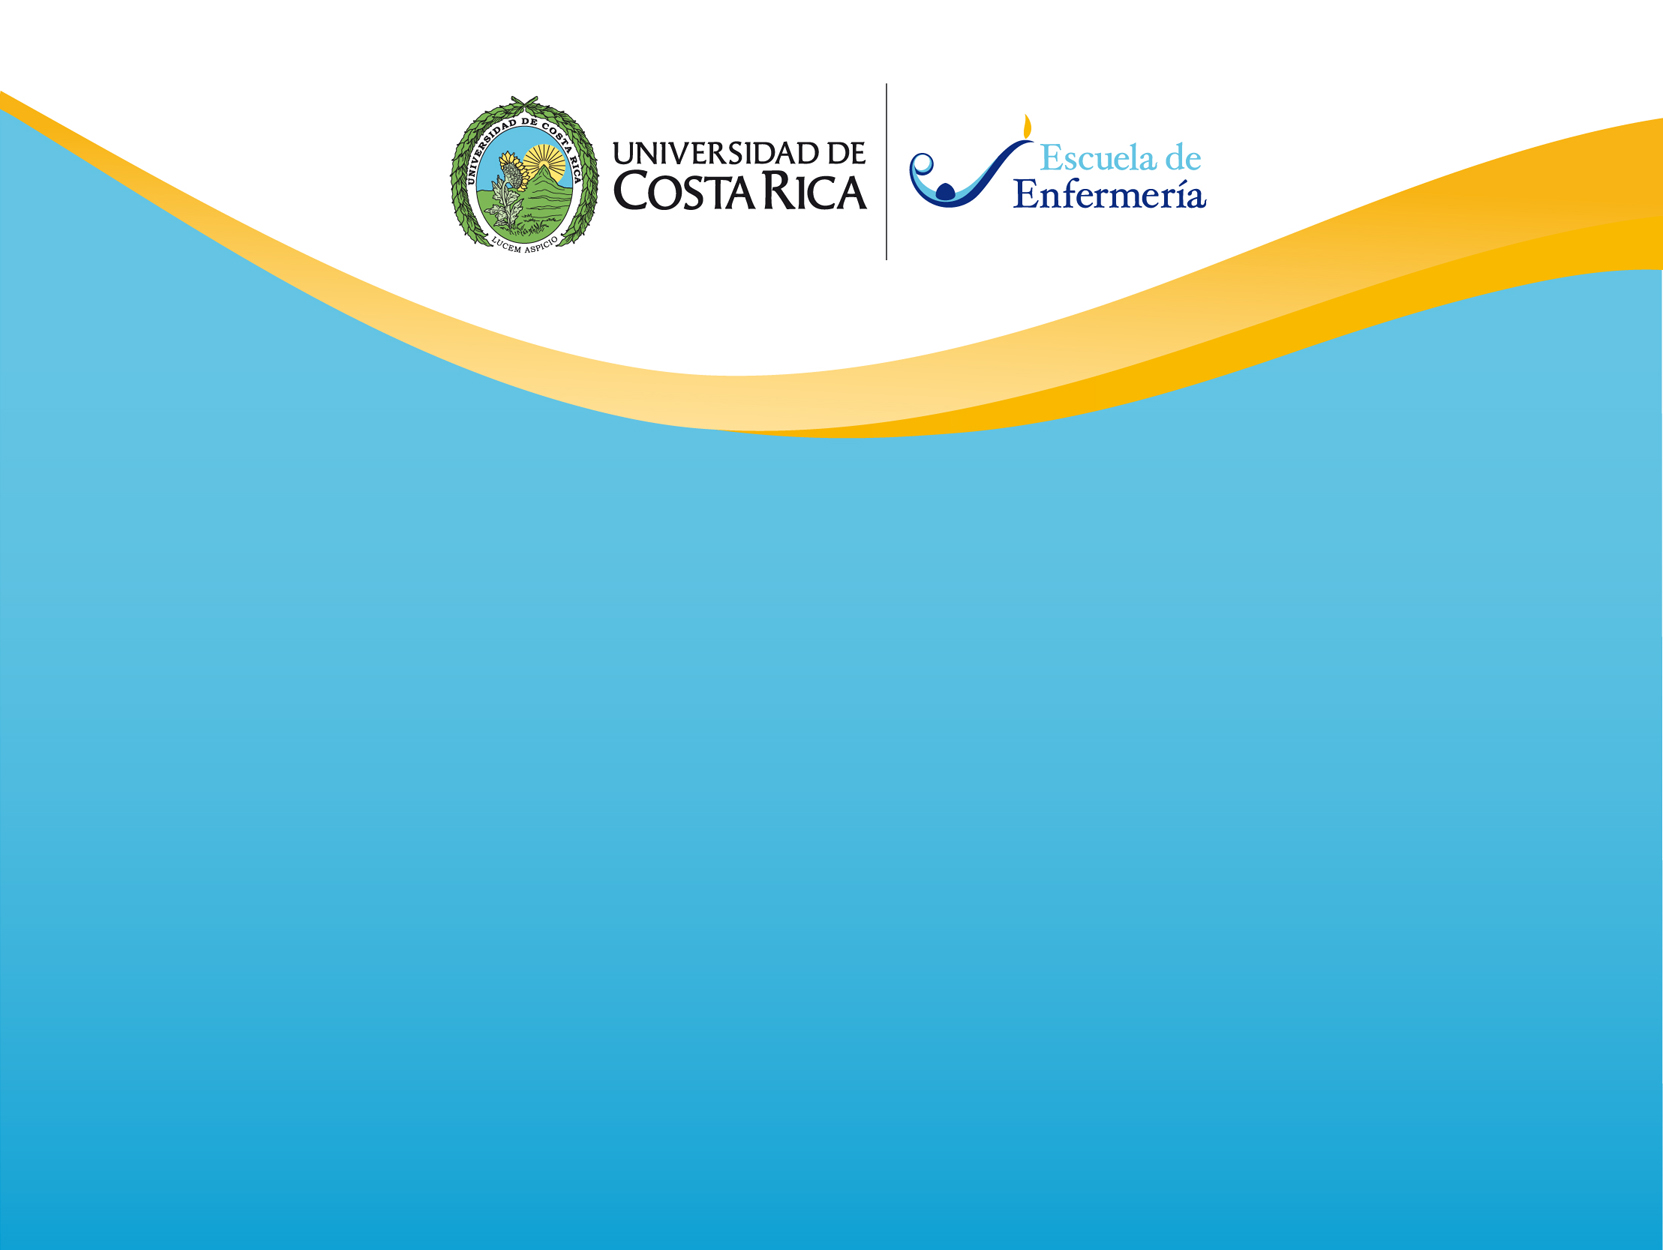 UNIVERSIDAD DE COSTA RICA
LUCEM ASPICIO
UNIVERSIDAD DE
COSTA RICA
Escuela de
Enfermería